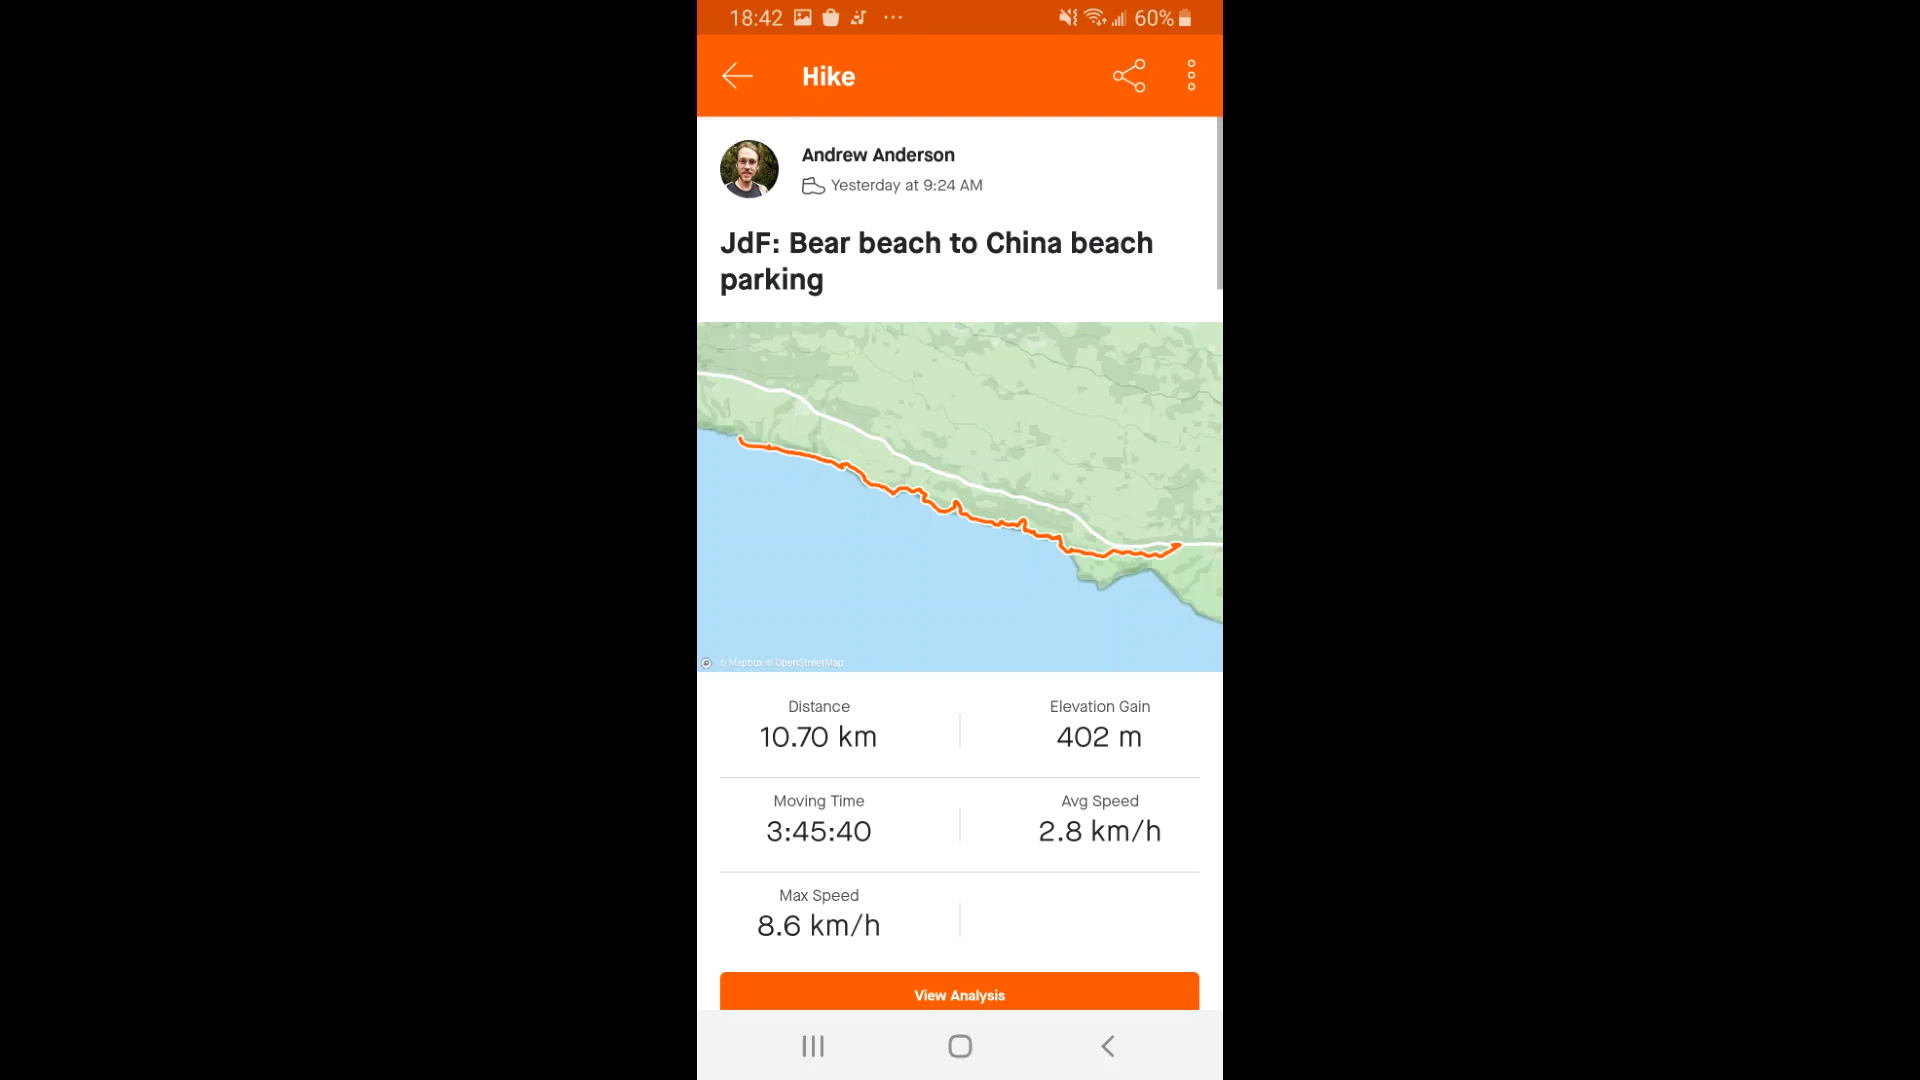 18:42 60%
Hike
Andrew Anderson
Yesterday at 9:24 AM
JdF: Bear beach to China beach
parking
© Mapbox © OpenStreetMap
Distance
10.70 km
Elevation Gain
402 m
Moving Time
3:45:40
Avg Speed
2.8 km/h
Max Speed
8.6 km/h
View Analysis